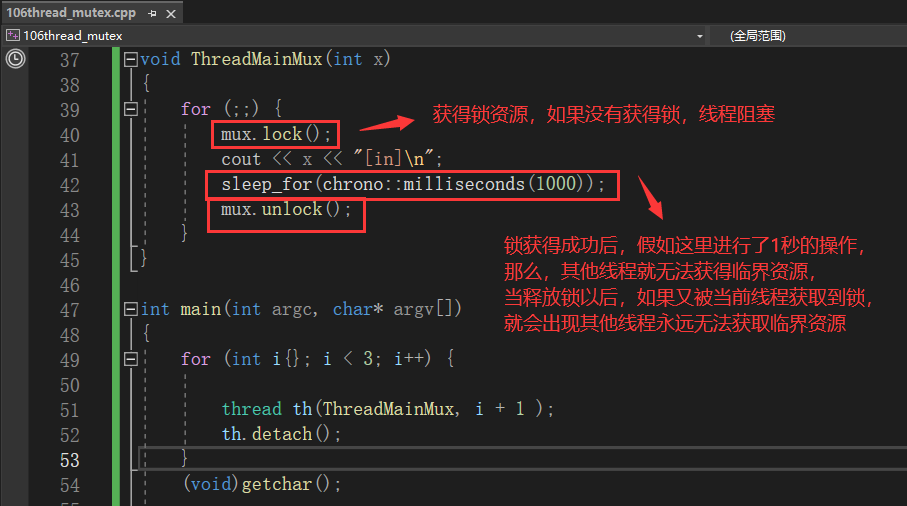 106thread_mutex.cpp
106thread_mutex
(全局范围)
37 void ThreadMainMux(int x)
38 {
39 for (;;) {
40 mux.lock();
获得锁资源，如果没有获得锁，线程阻塞
41 cout << x << "[in]\n";
42 sleep_for(chrono::milliseconds(1000));
43 mux.unlock();
44 }
45 }
锁获得成功后，假如这里进行了1秒的操作，
那么，其他线程就无法获得临界资源，
当释放锁以后，如果又被当前线程获取到锁，
就会出现其他线程永远无法获取临界资源
46
47 int main(int argc, char* argv[])
48 {
49 for (int i{}; i < 3; i++) {
50
51 thread th(ThreadMainMux, i + 1 );
52 th.detach();
53 }
54 (void)getchar();